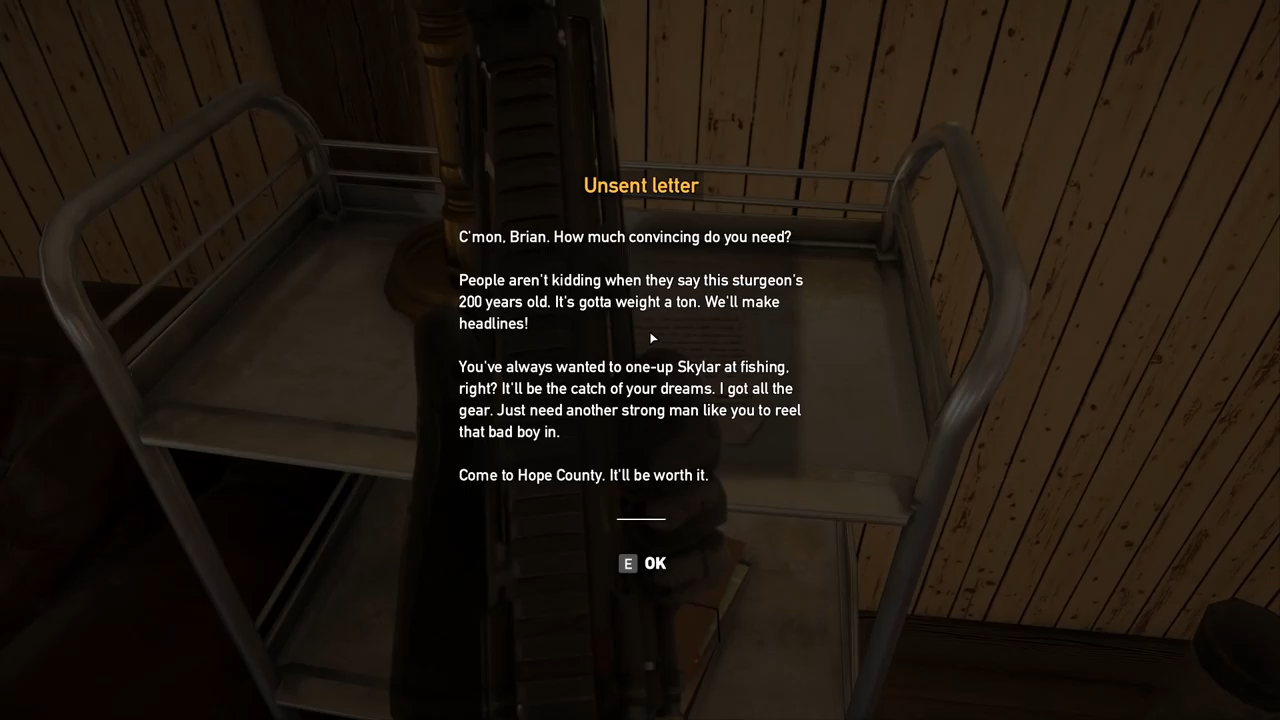 Unsent letter
C'mon, Brian. How much convincing do you need?
People aren't kidding when they say this sturgeon's
200 years old. It's gotta weight a ton. We'll make
headlines!
You've always wanted to one-up Skylar at fishing,
right? It'll be the catch of your dreams. I got all the
gear. Just need another strong man like you to reel
that bad boy in.
Come to Hope County. It'll be worth it.
E OK